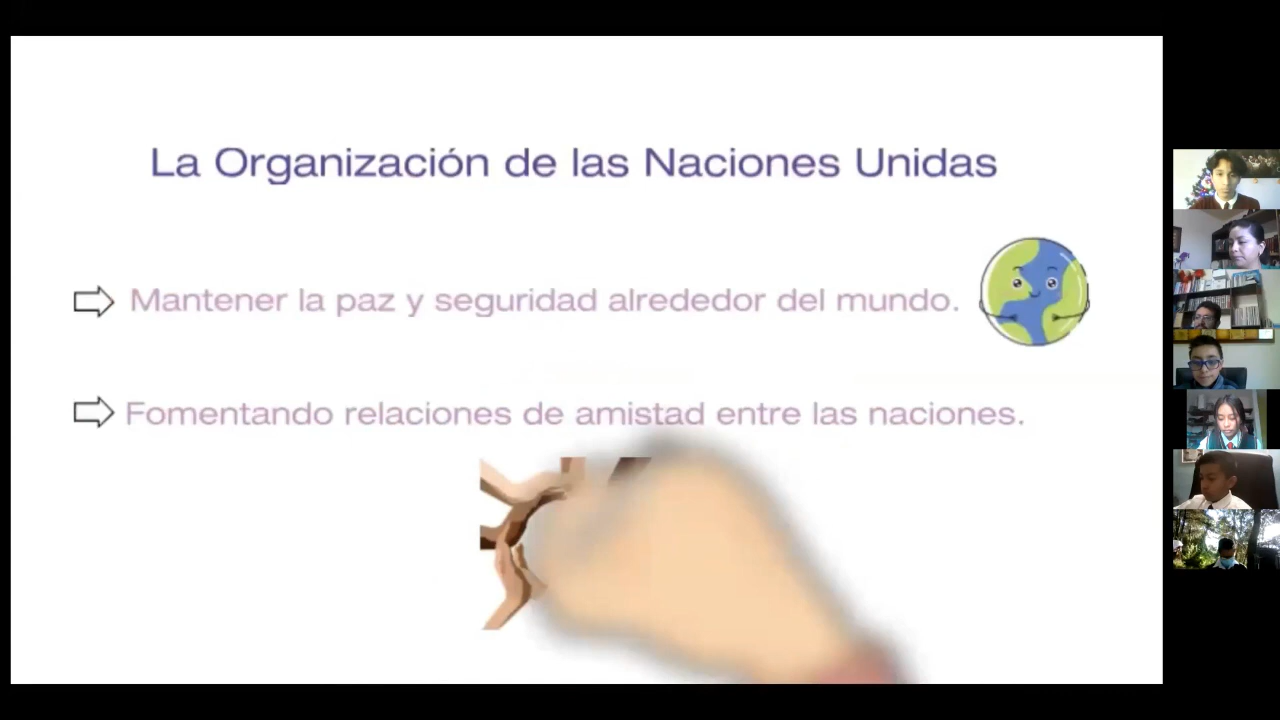 La Organización de las Naciones Unidas
Mantener la paz y seguridad alrededor del mundo.
Fomentando relaciones de amistad entre las naciones.